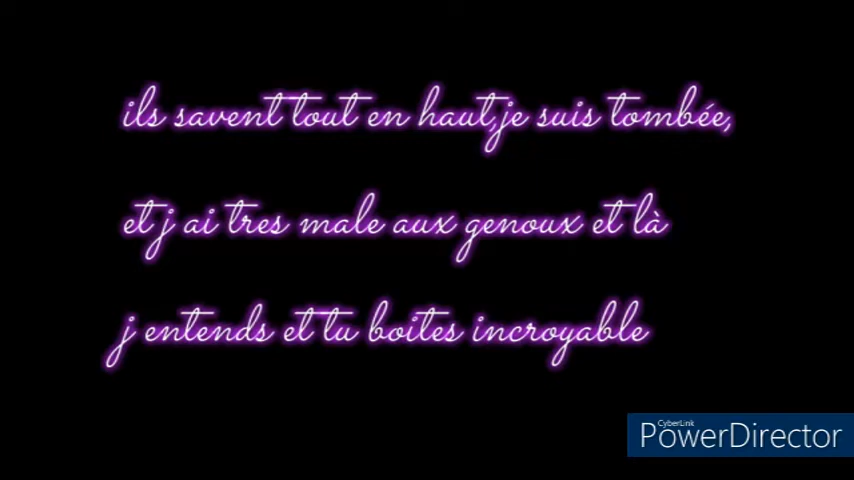 ils savent tout en haut,je suis tombée,
et j ai tres male aux genoux et là
j entends et tu boites incroyable
CyberLink
PowerDirector